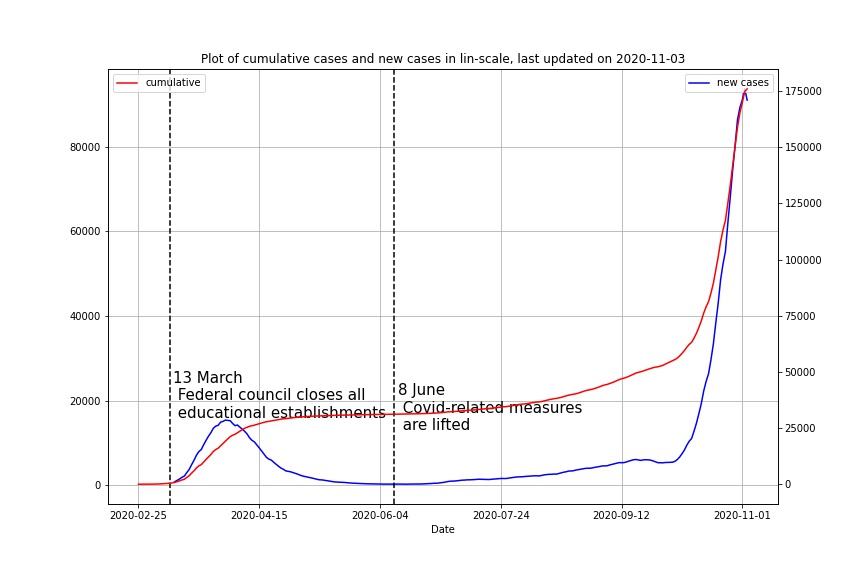 Plot of cumulative cases and new cases in lin-scale, last updated on 2020-11-03
cumulative
new cases
175000
80000
150000
125000
60000
100000
40000
75000
13 March
Federal council closes all
educational establishments
8 June
Covid-related measures
are lifted
50000
20000
25000
0
0
2020-02-25
2020-04-15
2020-06-04
2020-07-24
2020-09-12
2020-11-01
Date